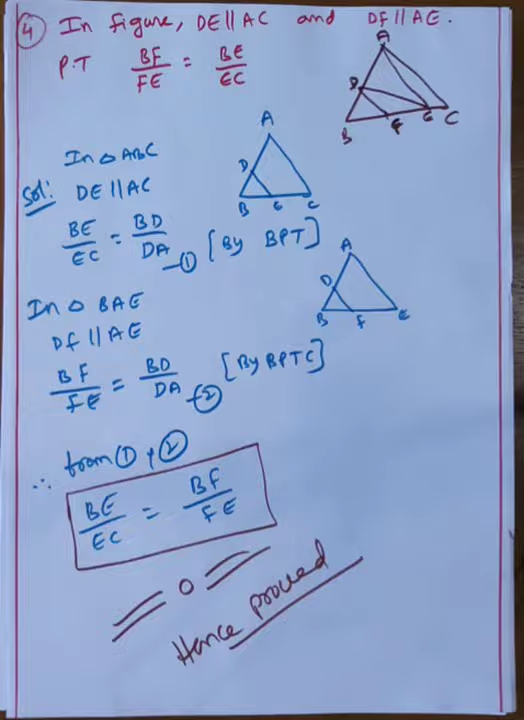 ④ In figure, DE || AC and DF || AE.
P.T BF/FE = BE/EC
A
D
B F E C
In △ ABC
Sol: DE || AC
A
D
B E C
BE/EC = BD/DA -① [By BPT]
In △ BAE
DF || AE
A
D
B F E
BF/FE = BD/DA -② [By BPTC]
∴ from ① & ②
BE/EC = BF/FE
Hence proved